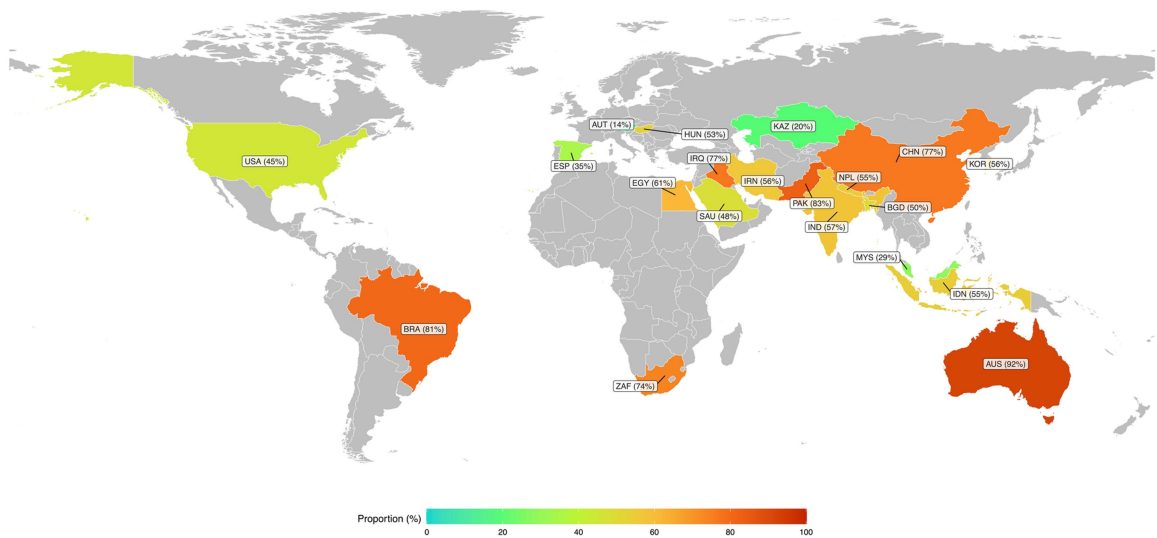 AUT (14%)
KAZ (20%)
HUN (53%)
CHN (77%)
USA (45%)
ESP (35%)
IRQ (77%)
KOR (56%)
EGY (61%)
IRN (56%)
NPL (55%)
PAK (83%)
BGD (50%)
SAU (48%)
IND (57%)
MYS (29%)
IDN (55%)
BRA (81%)
AUS (92%)
ZAF (74%)
Proportion (%)
0 20 40 60 80 100